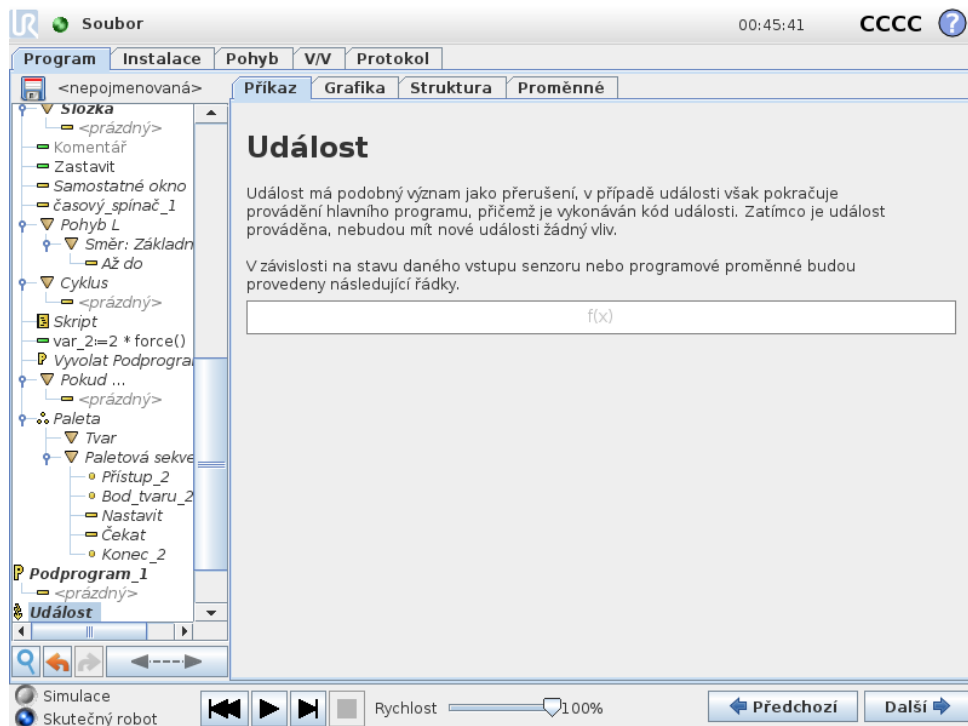 Soubor
00:45:41
CCCC
?
Program
Instalace
Pohyb
V/V
Protokol
<nepojmenovaná>
Příkaz
Grafika
Struktura
Proměnné
Složka
<prázdný>
Komentář
Zastavit
Samostatné okno
časový_spínač_1
Pohyb L
Směr: Základn
Až do
Cyklus
<prázdný>
Skript
var_2:=2 * force()
Vyvolat Podprogra
Pokud ...
<prázdný>
Paleta
Tvar
Paletová sekve
Přístup_2
Bod_tvaru_2
Nastavit
Čekat
Konec_2
Podprogram_1
<prázdný>
Událost
Událost
Událost má podobný význam jako přerušení, v případě události však pokračuje
provádění hlavního programu, přičemž je vykonáván kód události. Zatímco je událost
prováděna, nebudou mít nové události žádný vliv.
V závislosti na stavu daného vstupu senzoru nebo programové proměnné budou
provedeny následující řádky.
f(x)
Simulace
Skutečný robot
Rychlost
100%
Předchozí
Další